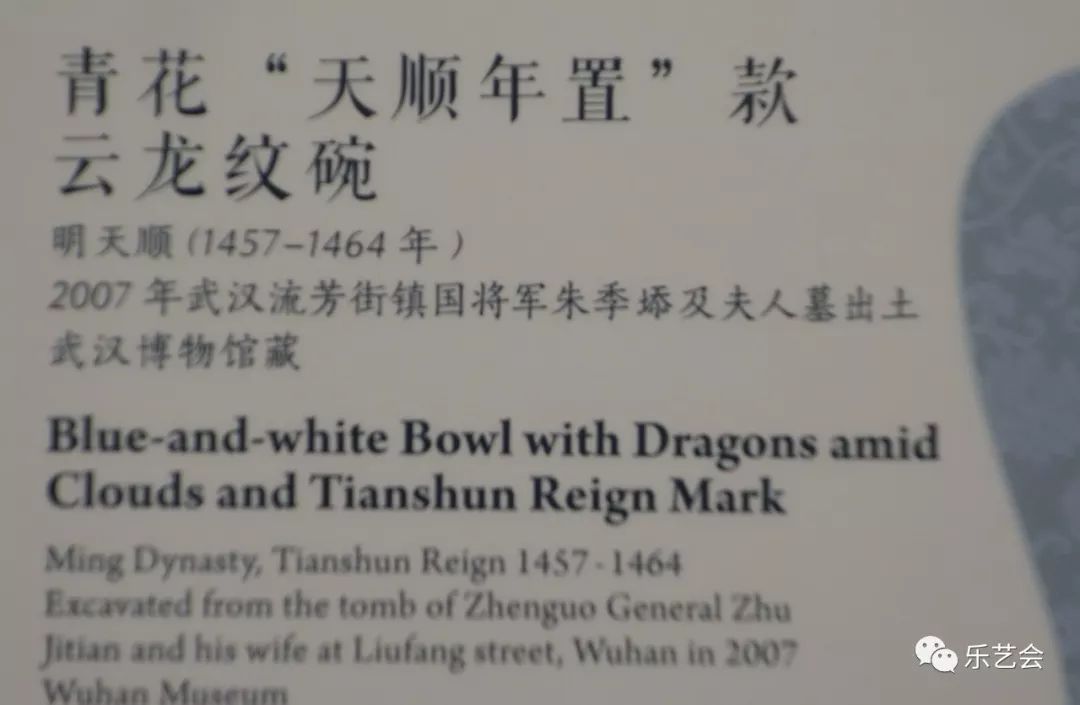 青花“天顺年置”款
云龙纹碗
明天顺(1457–1464年)
2007年武汉流芳街镇国将军朱季㙉及夫人墓出土
武汉博物馆藏
Blue-and-white Bowl with Dragons amid
Clouds and Tianshun Reign Mark
Ming Dynasty, Tianshun Reign 1457-1464
Excavated from the tomb of Zhenguo General Zhu
Jitian and his wife at Liufang street, Wuhan in 2007
Wuhan Museum
乐艺会